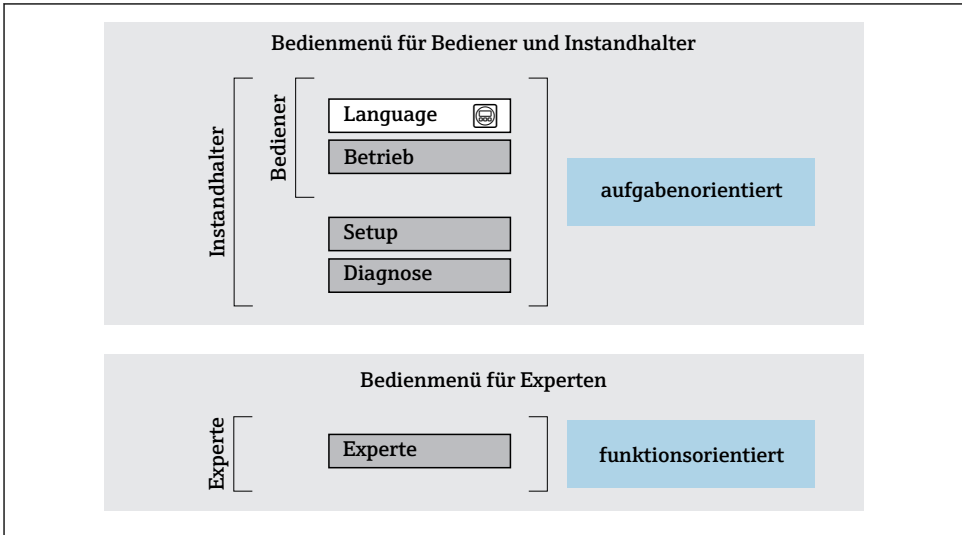 Bedienmenü für Bediener und Instandhalter
Instandhalter
Bediener
Language
Betrieb
Setup
Diagnose
aufgabenorientiert
Bedienmenü für Experten
Experte
Experte
funktionsorientiert